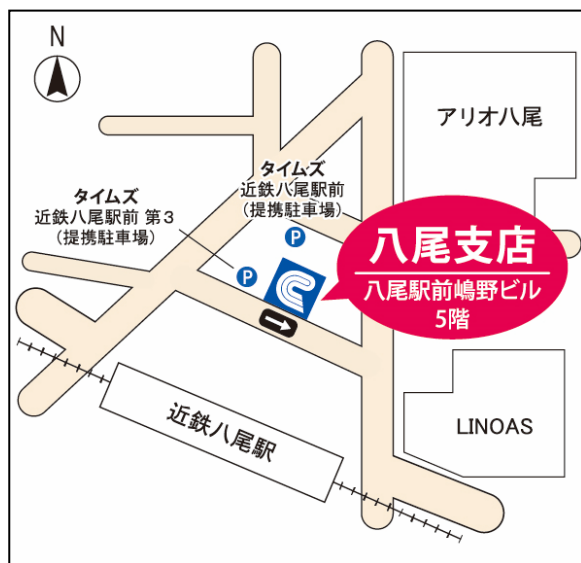 N
アリオ八尾
タイムズ
近鉄八尾駅前
(提携駐車場)
タイムズ
近鉄八尾駅前 第3
(提携駐車場)
P
P
八尾支店
八尾駅前嶋野ビル
5階
近鉄八尾駅
LINOAS